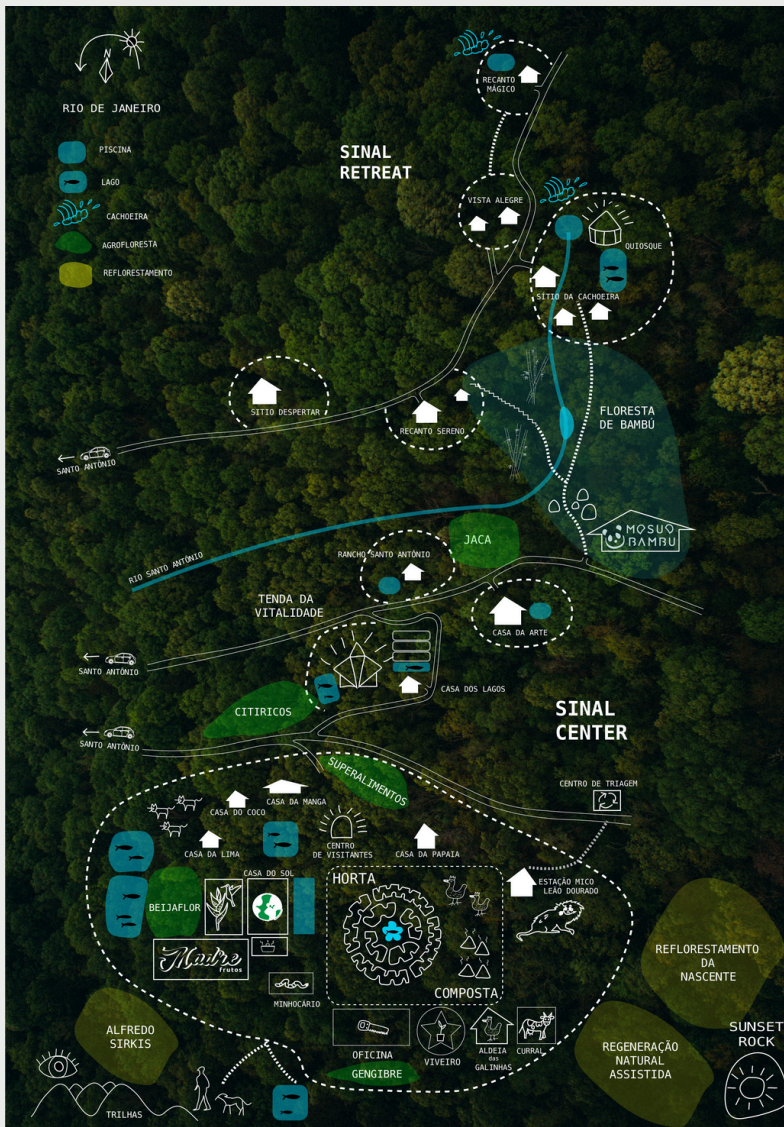 N
RIO DE JANEIRO
PISCINA
LAGO
CACHOEIRA
AGROFLORESTA
REFLORESTAMENTO
SINAL
RETREAT
RECANTO
MÁGICO
VISTA ALEGRE
QUIOSQUE
SÍTIO DA CACHOEIRA
SITIO DESPERTAR
RECANTO SERENO
SANTO ANTÔNIO
FLORESTA
DE BAMBÚ
MOSUO
BAMBÚ
RIO SANTO ANTÔNIO
JACA
RANCHO SANTO ANTÔNIO
TENDA DA
VITALIDADE
CASA DA ARTE
SANTO ANTÔNIO
CASA DOS LAGOS
CITIRICOS
SINAL
CENTER
SANTO ANTÔNIO
SUPERALIMENTOS
CENTRO DE TRIAGEM
CASA DA MANGA
CASA DO COCO
CASA DA LIMA
CENTRO
DE VISITANTES
CASA DA PAPAIA
CASA DO SOL
HORTA
ESTAÇÃO MICO
LEÃO DOURADO
BEIJAFLOR
Madre
frutos
MINHOCÁRIO
COMPOSTA
REFLORESTAMENTO
DA
NASCENTE
ALFREDO
SIRKIS
OFICINA
VIVEIRO
ALDEIA
das
GALINHAS
CURRAL
GENGIBRE
REGENERAÇÃO
NATURAL
ASSISTIDA
SUNSET
ROCK
TRILHAS